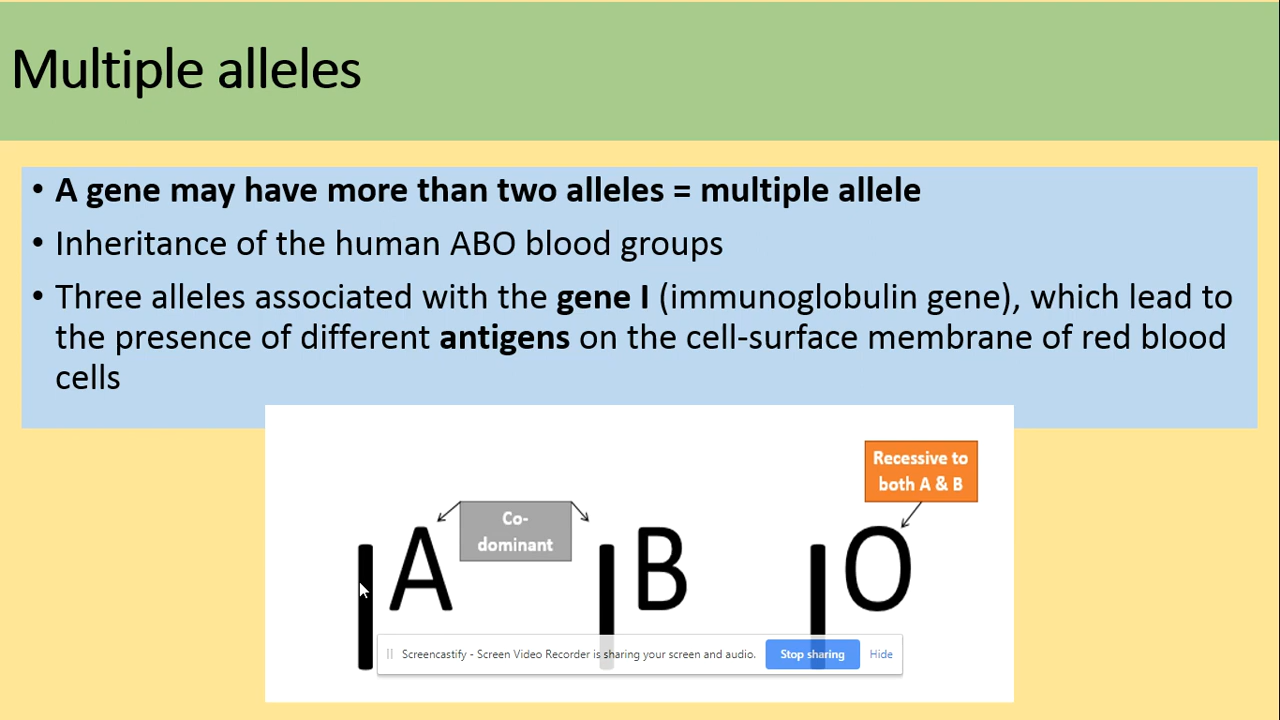 Multiple alleles
• A gene may have more than two alleles = multiple allele
• Inheritance of the human ABO blood groups
• Three alleles associated with the gene I (immunoglobulin gene), which lead to
the presence of different antigens on the cell-surface membrane of red blood
cells
Recessive to
both A & B
Co-
dominant
IA IB IO
Screencastify - Screen Video Recorder is sharing your screen and audio. Stop sharing Hide